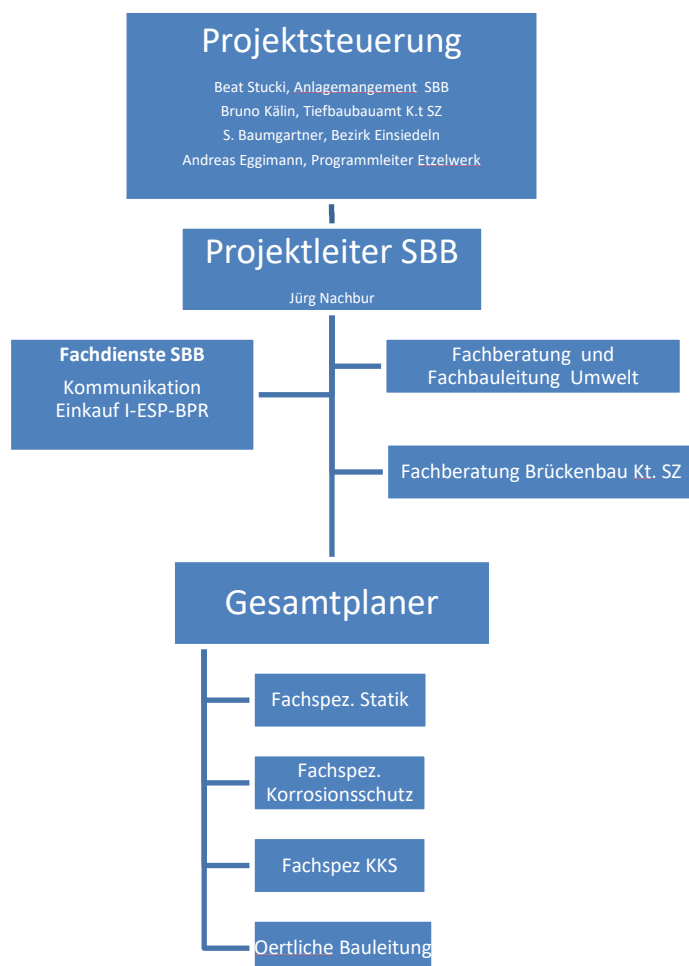 Projektsteuerung
Beat Stucki, Anlagemangement SBB
Bruno Kälin, Tiefbaubauamt K.t SZ
S. Baumgartner, Bezirk Einsiedeln
Andreas Eggimann, Programmleiter Etzelwerk
Projektleiter SBB
Jürg Nachbur
Fachdienste SBB
Kommunikation
Einkauf I-ESP-BPR
Fachberatung und
Fachbauleitung Umwelt
Fachberatung Brückenbau Kt. SZ
Gesamtplaner
Fachspez. Statik
Fachspez.
Korrosionsschutz
Fachspez KKS
Oertliche Bauleitung